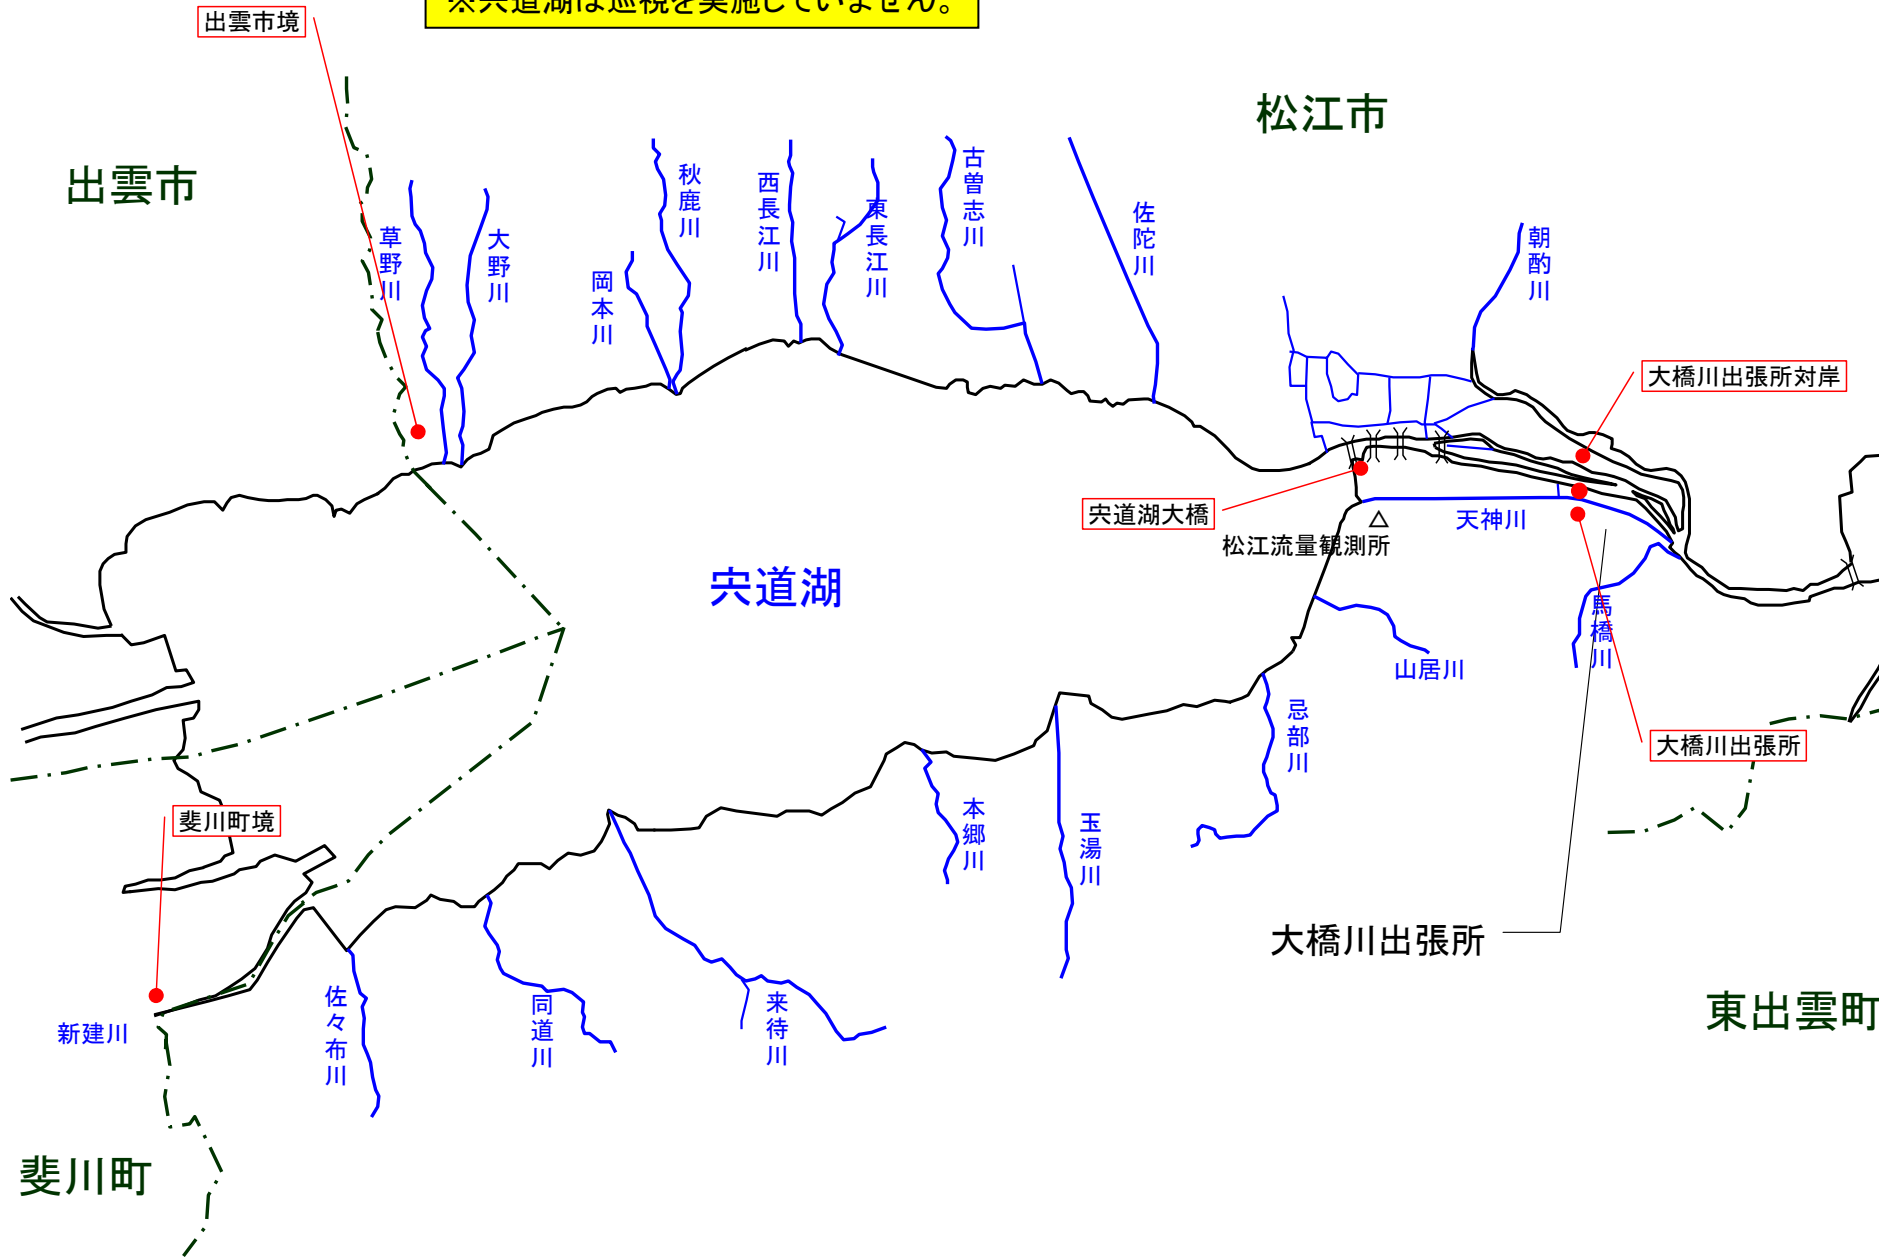 ※宍道湖は巡視を実施していません。
出雲市境
松江市
出雲市
草野川
大野川
岡本川
秋鹿川
西長江川
東長江川
古曽志川
佐陀川
朝酌川
大橋川出張所対岸
宍道湖大橋
天神川
松江流量観測所
宍道湖
馬橋川
山居川
忌部川
大橋川出張所
斐川町境
本郷川
玉湯川
大橋川出張所
新建川
佐々布川
同道川
来待川
東出雲町
斐川町